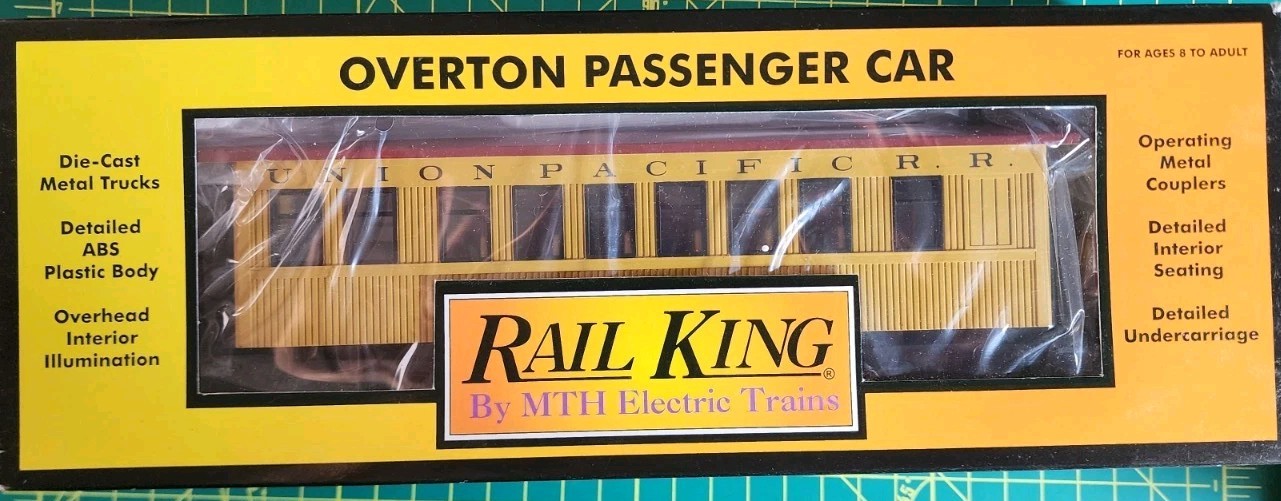 OVERTON PASSENGER CAR
FOR AGES 8 TO ADULT
Die-Cast
Metal Trucks
Detailed
ABS
Plastic Body
Overhead
Interior
Illumination
UNION PACIFIC R. R.
Operating
Metal
Couplers
Detailed
Interior
Seating
Detailed
Undercarriage
RAIL KING®
By MTH Electric Trains